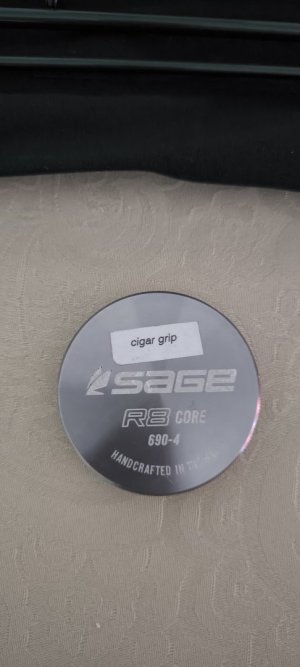 cigar grip
SAGE
R8 CORE
690-4
HANDCRAFTED IN